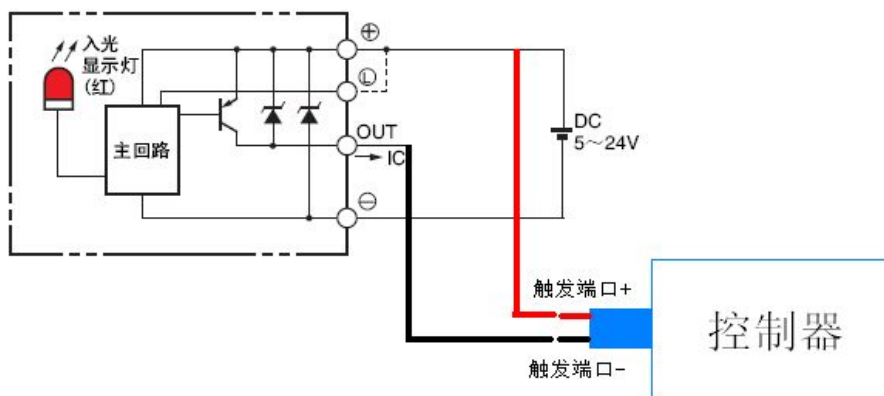 入光
显示灯
(红)
主回路
⊕
Ⓛ
OUT
→ IC
⊖
DC
5～24V
触发端口+
触发端口-
控制器